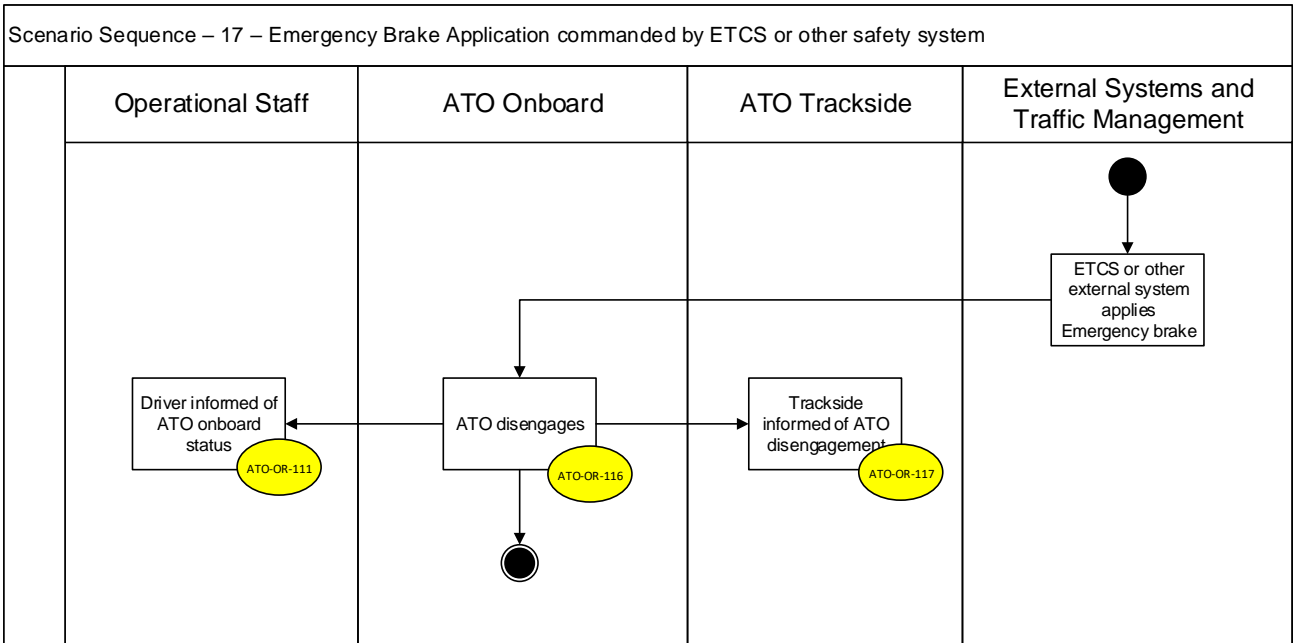 Scenario Sequence – 17 – Emergency Brake Application commanded by ETCS or other safety system
Operational Staff
ATO Onboard
ATO Trackside
External Systems and
Traffic Management
ETCS or other
external system
applies
Emergency brake
Driver informed of
ATO onboard
status
ATO-OR-111
ATO disengages
ATO-OR-116
Trackside
informed of ATO
disengagement
ATO-OR-117